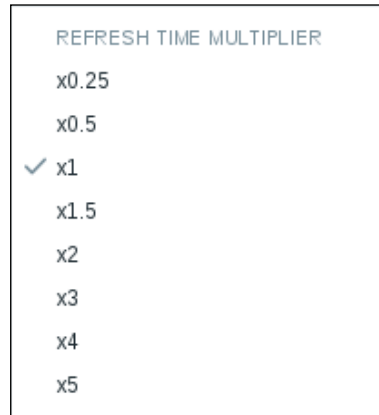 REFRESH TIME MULTIPLIER
x0.25
x0.5
x1
x1.5
x2
x3
x4
x5